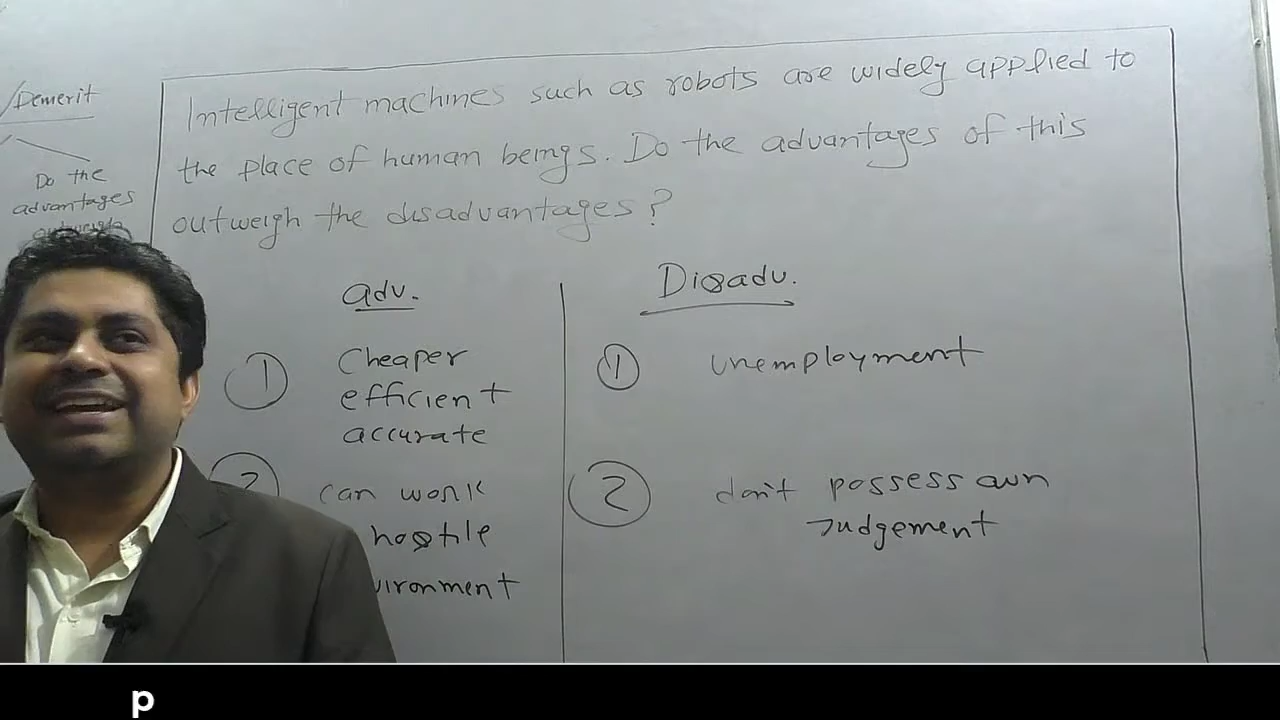 /Demerit
Do the
advantages
Intelligent machines such as robots are widely applied to
the place of human beings. Do the advantages of this
outweigh the disadvantages?
adv.
1 Cheaper
efficient
accurate
2 can work
hostile
vironment
Disadv.
1 unemployment
2 don't possess own
Judgement
p